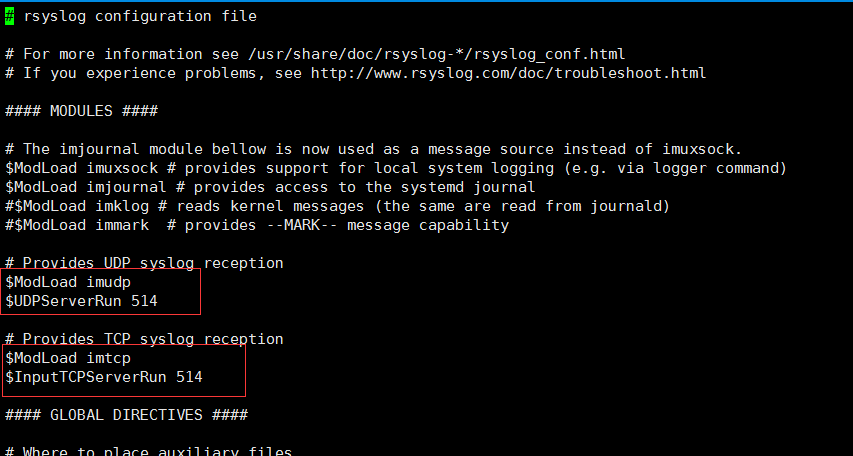 # rsyslog configuration file
# For more information see /usr/share/doc/rsyslog-*/rsyslog_conf.html
# If you experience problems, see http://www.rsyslog.com/doc/troubleshoot.html
#### MODULES ####
# The imjournal module bellow is now used as a message source instead of imuxsock.
$ModLoad imuxsock # provides support for local system logging (e.g. via logger command)
$ModLoad imjournal # provides access to the systemd journal
#$ModLoad imklog # reads kernel messages (the same are read from journald)
#$ModLoad immark  # provides --MARK-- message capability
# Provides UDP syslog reception
$ModLoad imudp
$UDPServerRun 514
# Provides TCP syslog reception
$ModLoad imtcp
$InputTCPServerRun 514
#### GLOBAL DIRECTIVES ####
# Where to place auxiliary files